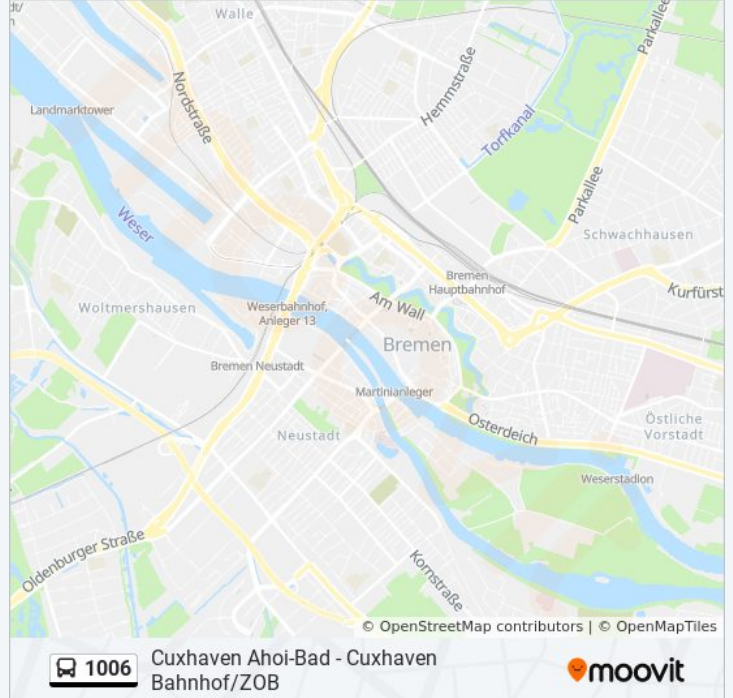 dt/
Walle
Parkallee
Nordstraße
Hemmstraße
Landmarktower
Torfkanal
Parkallee
Weser
Schwachhausen
Bremen
Hauptbahnhof
Kurfürst
Woltmershausen
Weserbahnhof,
Anleger 13
Am Wall
Bremen
Bremen Neustadt
Martinianleger
Osterdeich
Östliche
Vorstadt
Neustadt
Weserstadion
Oldenburger Straße
Kornstraße
© OpenStreetMap contributors | © OpenMapTiles
1006
Cuxhaven Ahoi-Bad - Cuxhaven
Bahnhof/ZOB
moovit